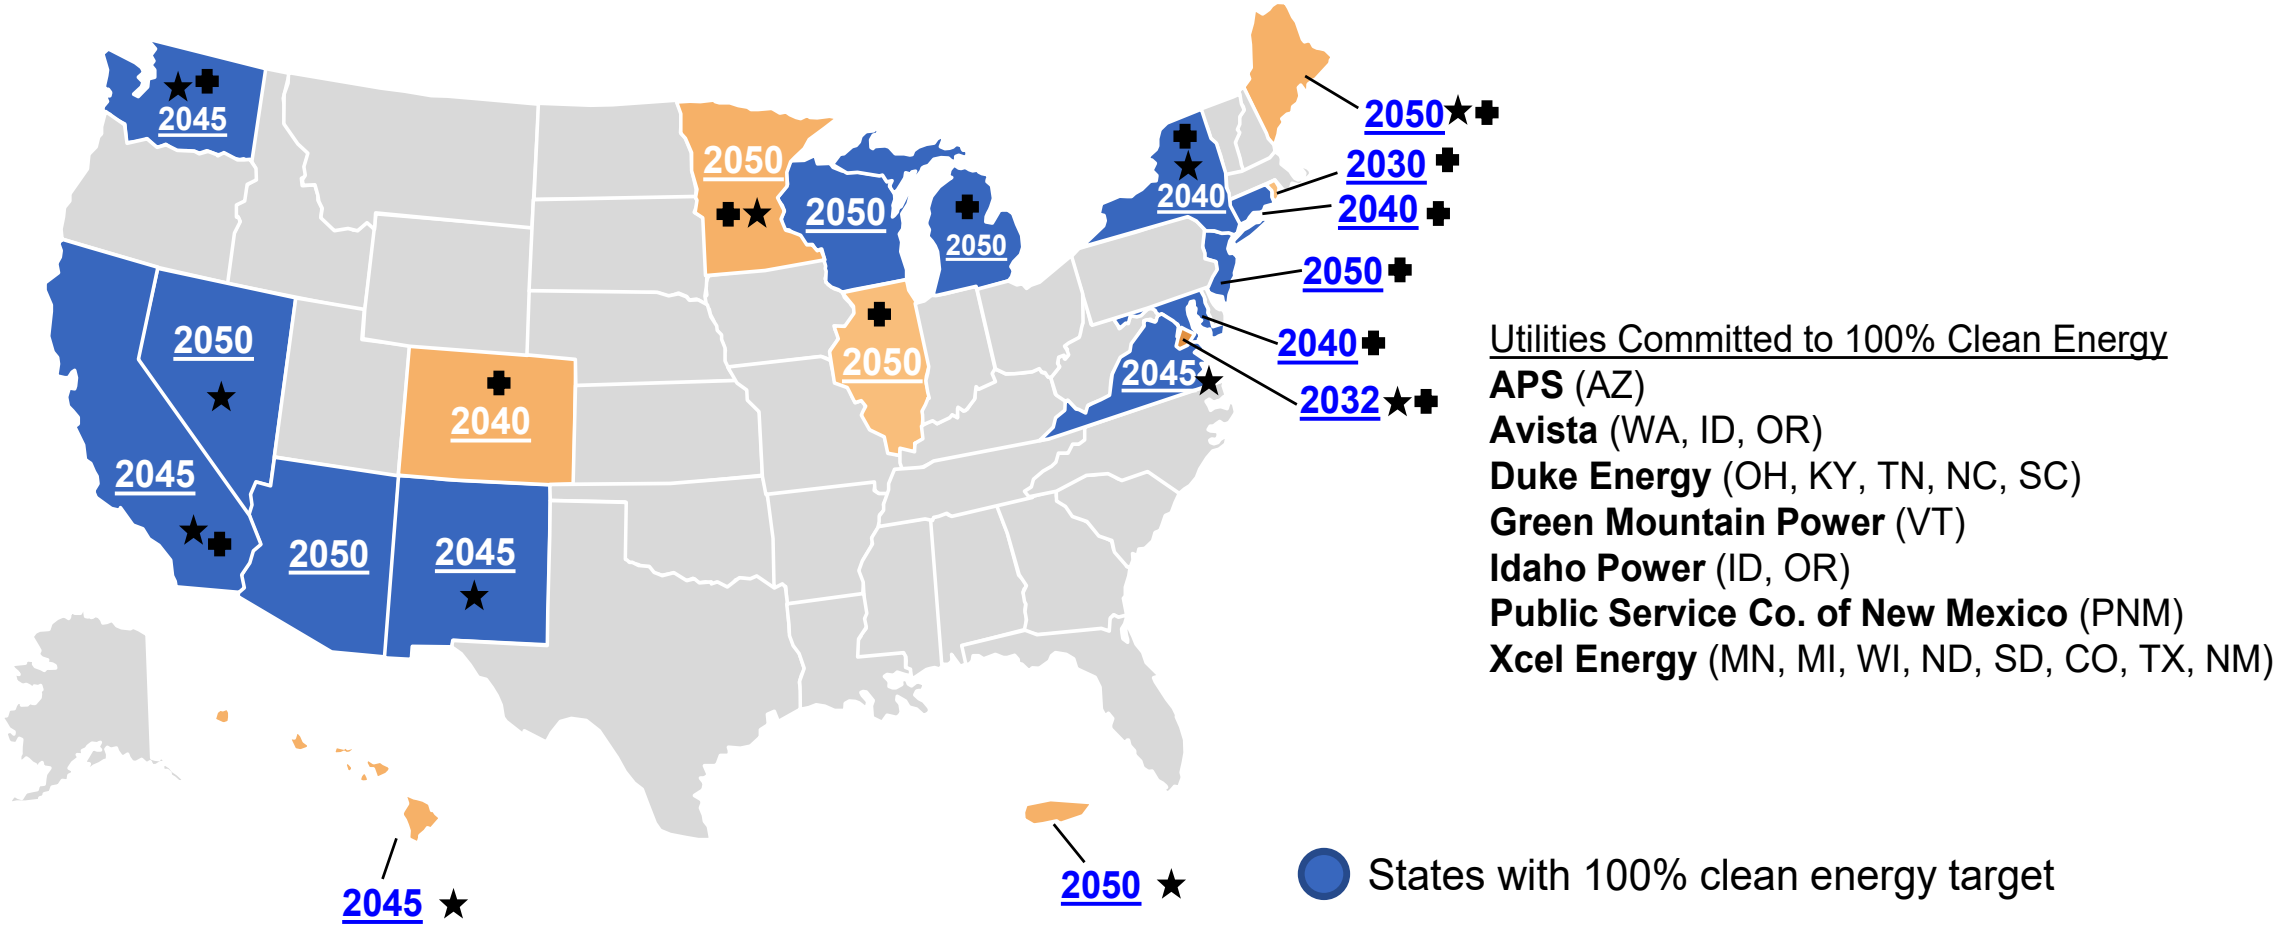 2045
2050
2050
2050
2050
2040
2050
2030
2040
2050
2040
2032
2045
2050
2050
2040
2045
2050
2045
2045
2050
Utilities Committed to 100% Clean Energy
APS (AZ)
Avista (WA, ID, OR)
Duke Energy (OH, KY, TN, NC, SC)
Green Mountain Power (VT)
Idaho Power (ID, OR)
Public Service Co. of New Mexico (PNM)
Xcel Energy (MN, MI, WI, ND, SD, CO, TX, NM)
States with 100% clean energy target